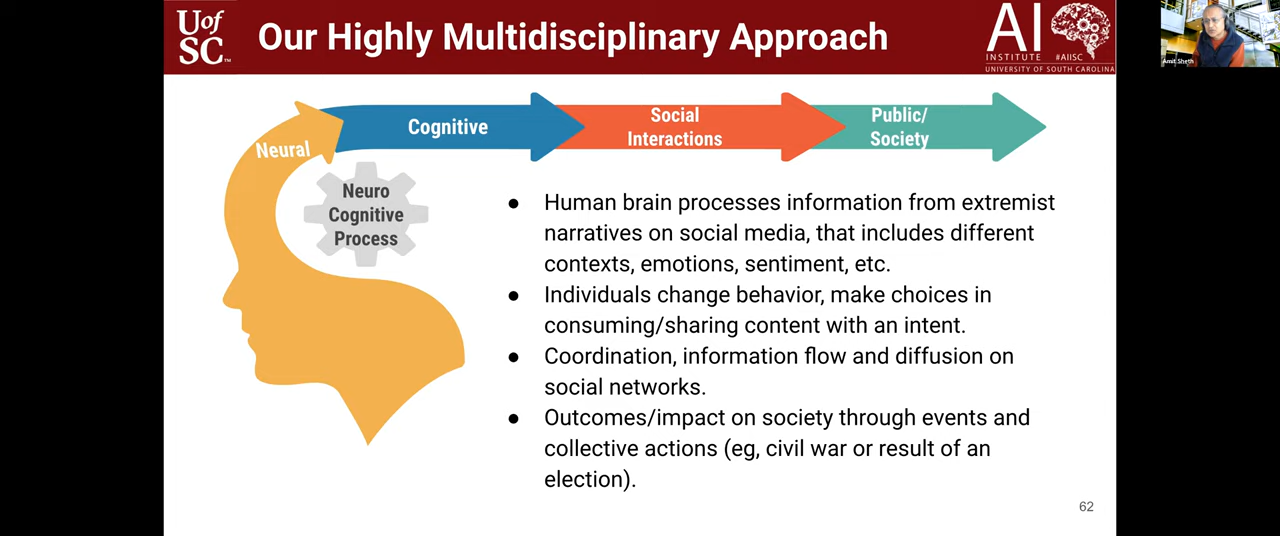 UofSC™
Our Highly Multidisciplinary Approach
AI
INSTITUTE #AIISC
UNIVERSITY OF SOUTH CAROLINA
Amit Sheth
Neural
Cognitive
Social
Interactions
Public/
Society
Neuro
Cognitive
Process
● Human brain processes information from extremist
narratives on social media, that includes different
contexts, emotions, sentiment, etc.
● Individuals change behavior, make choices in
consuming/sharing content with an intent.
● Coordination, information flow and diffusion on
social networks.
● Outcomes/impact on society through events and
collective actions (eg, civil war or result of an
election).
62